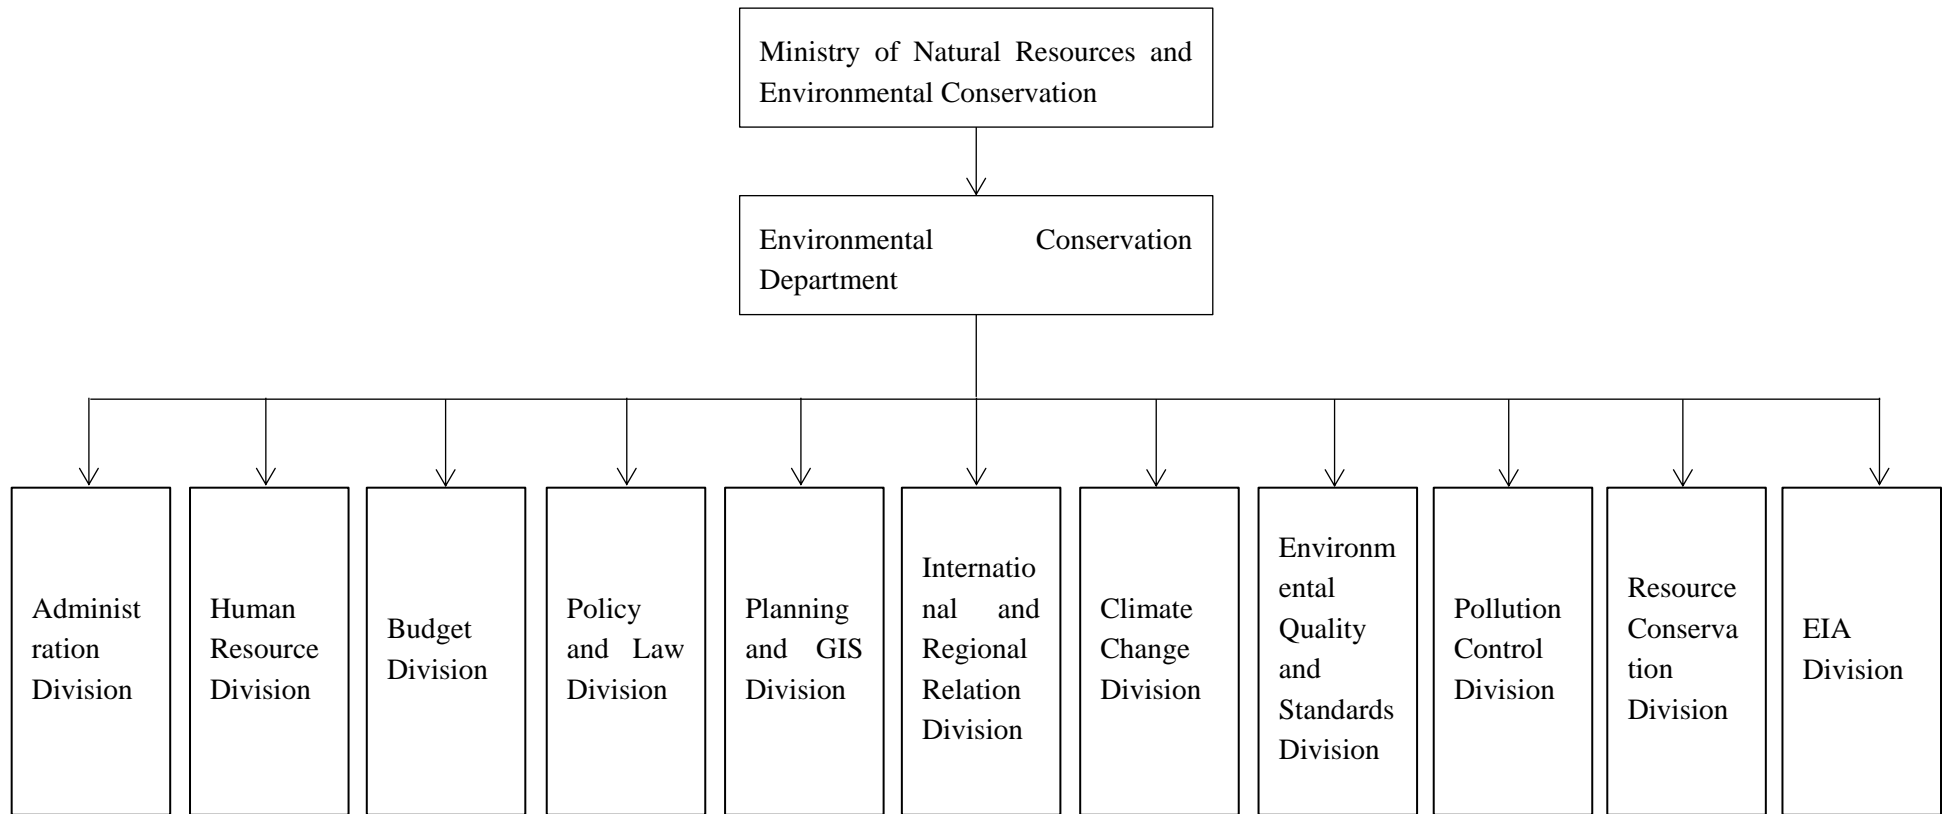 Ministry of Natural Resources and
Environmental Conservation
Environmental Conservation
Department
Administ
ration
Division
Human
Resource
Division
Budget
Division
Policy
and Law
Division
Planning
and GIS
Division
Internatio
nal and
Regional
Relation
Division
Climate
Change
Division
Environm
ental
Quality
and
Standards
Division
Pollution
Control
Division
Resource
Conserva
tion
Division
EIA
Division